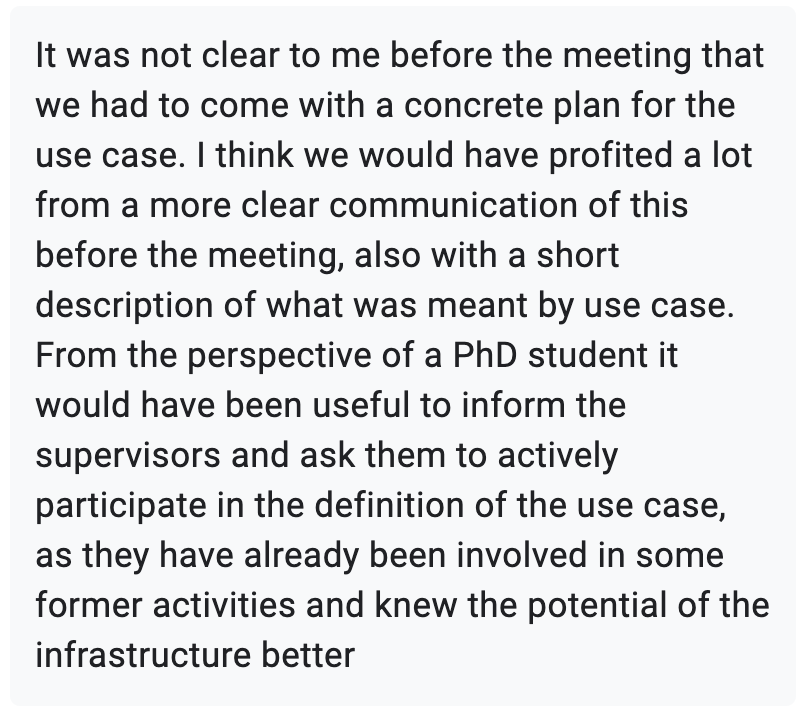 It was not clear to me before the meeting that
we had to come with a concrete plan for the
use case. I think we would have profited a lot
from a more clear communication of this
before the meeting, also with a short
description of what was meant by use case.
From the perspective of a PhD student it
would have been useful to inform the
supervisors and ask them to actively
participate in the definition of the use case,
as they have already been involved in some
former activities and knew the potential of the
infrastructure better